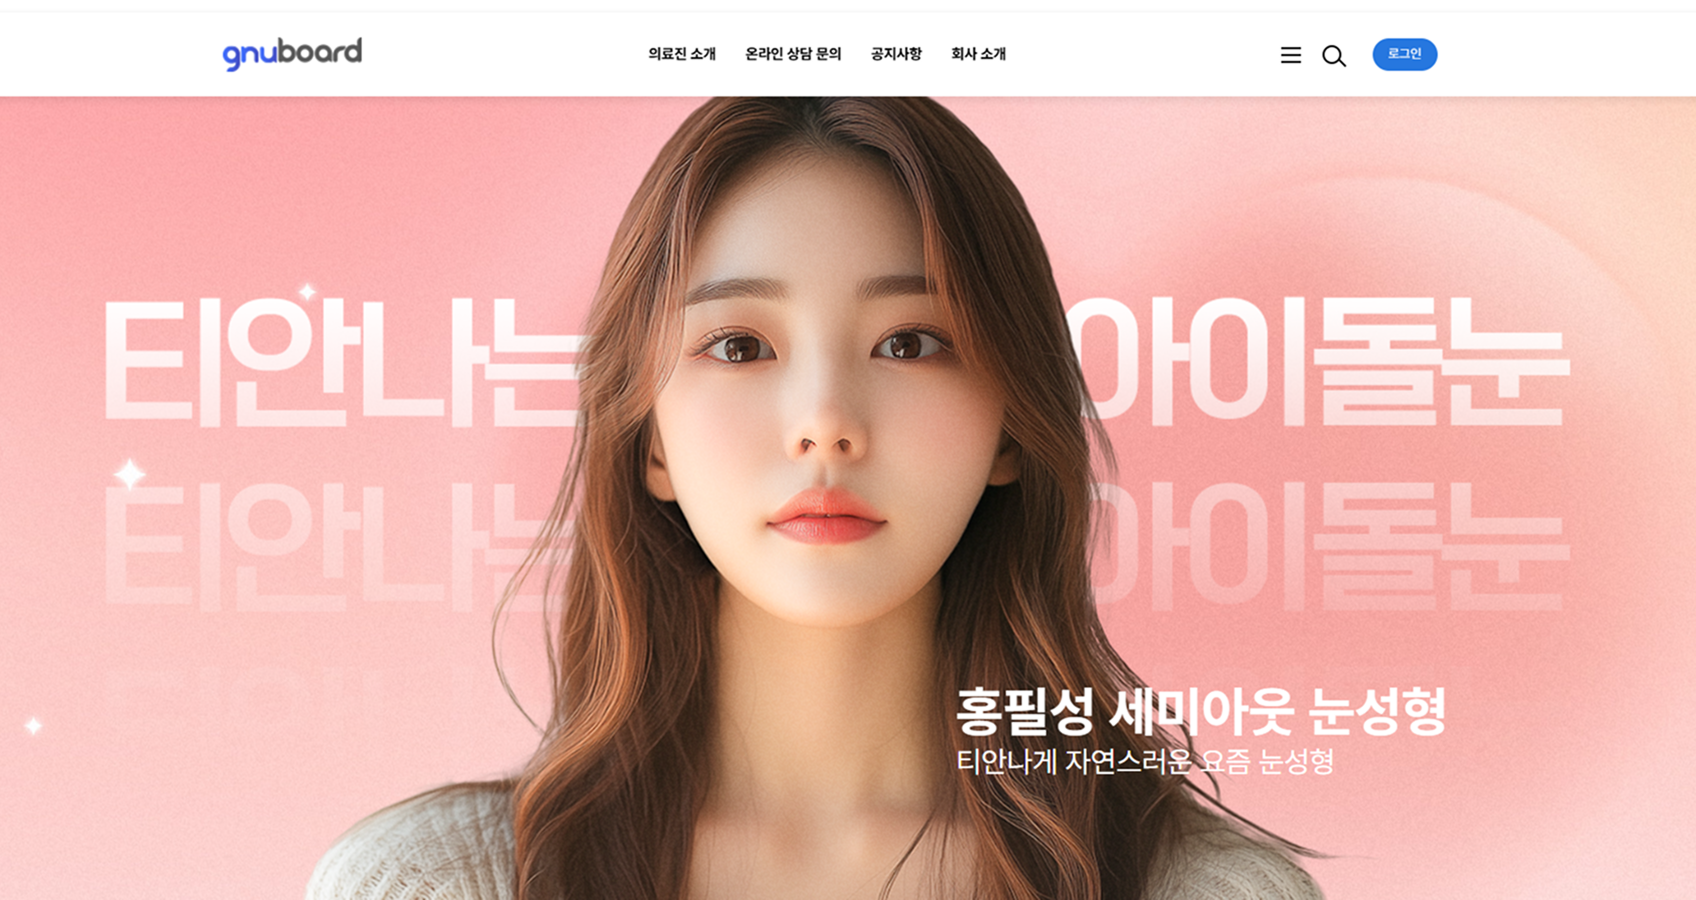 gnuboard
의료진 소개 온라인 상담 문의 공지사항 회사 소개
로그인
티안나는 아이돌눈
티안나는 아이돌눈
홍필성 세미아웃 눈성형
티안나게 자연스러운 요즘 눈성형